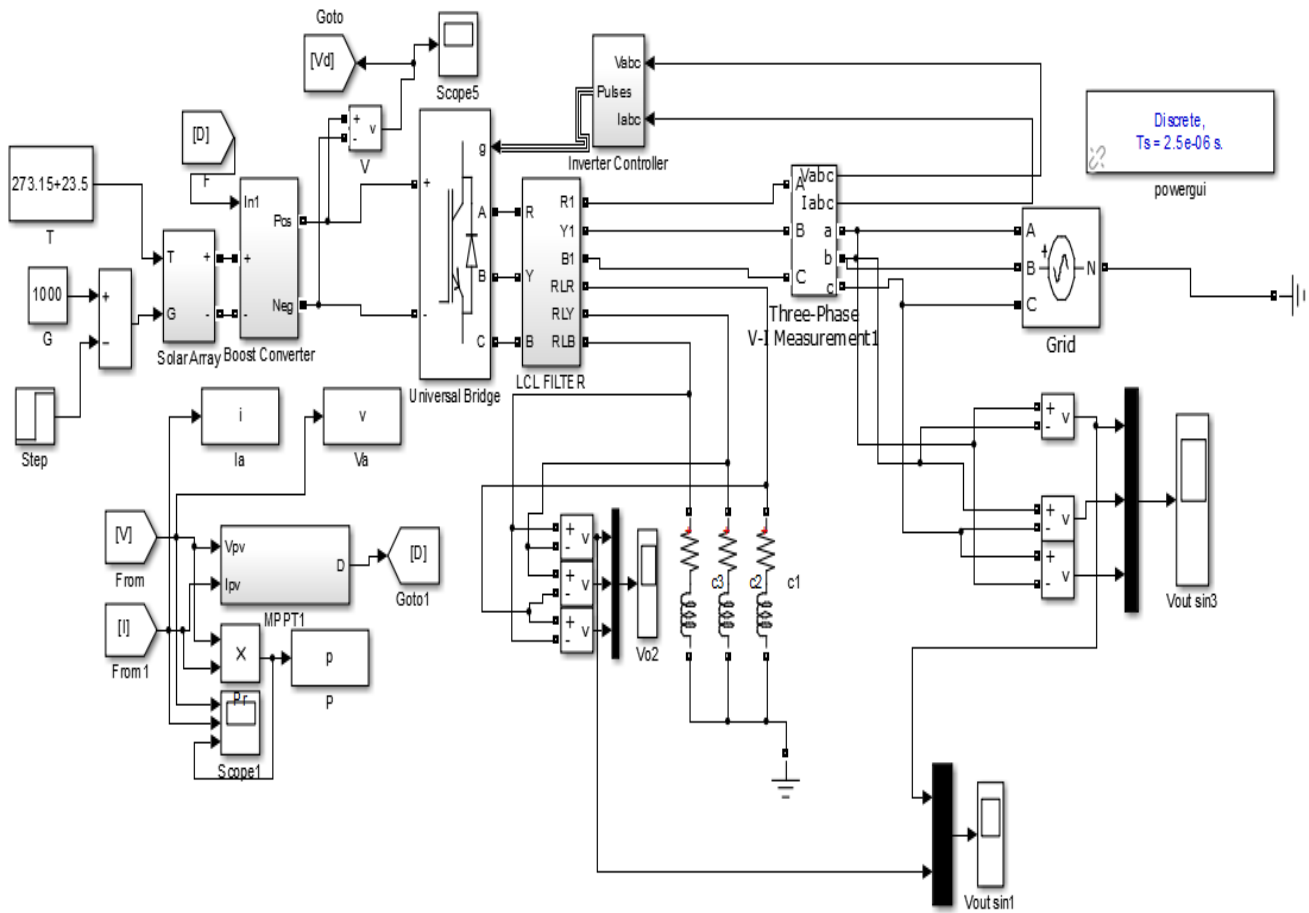 Goto
[Vd]
Scope5
[D]
F
+
-
v
V
273.15+23.5
T
1000
G
+
−
Step
T
G
+
-
Solar Array
In1
+
-
Pos
Neg
Boost Converter
g
+
-
A
B
C
Universal Bridge
Vabc
Pulses
Iabc
Inverter Controller
R
Y
B
R1
Y1
B1
RLR
RLY
RLB
LCL FILTER
A
B
C
Vabc
Iabc
a
b
c
Three-Phase
V-I Measurement1
Discrete,
Ts = 2.5e-06 s.
powergui
A
B
C
+
N
Grid
i
Ia
v
Va
[V]
From
[I]
From1
Vpv
Ipv
D
MPPT1
[D]
Goto1
×
Pr
p
P
Scope1
+
-
v
+
-
v
+
-
v
Vo2
c3
c2
c1
+
-
v
+
-
v
+
-
v
Vout sin3
Vout sin1